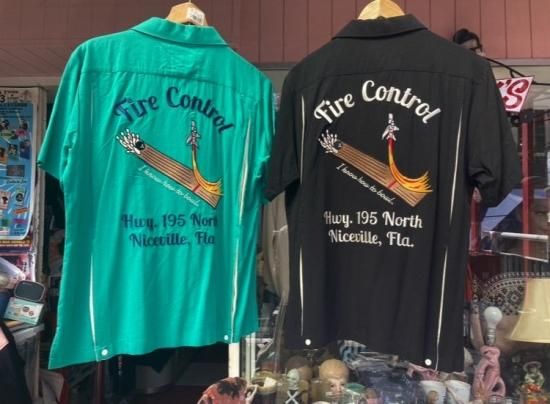 Fire Control
I know how to bowl.
Hwy. 195 North
Niceville, Fla.
Fire Control
I know how to bowl.
Hwy. 195 North
Niceville, Fla.